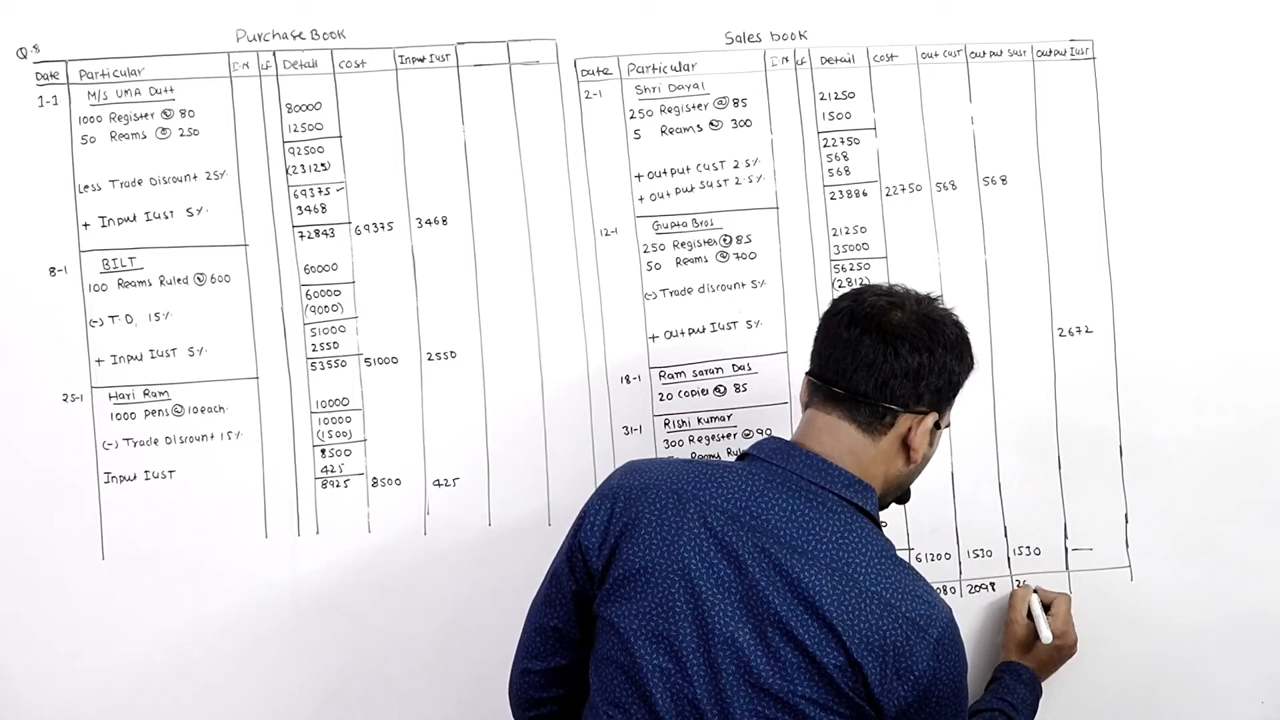 Q.8
Purchase Book
Date Particular I.N LF Detail cost Input IGST
1-1 M/S UMA Dutt
1000 Register @ 80 80000
50 Reams @ 250 12500
92500
(23125)
Less Trade Discount 25%
69375
+ Input IGST 5%. 3468
72843 69375 3468
8-1 BILT
100 Reams Ruled @ 600 60000
60000
(9000)
(-) T.D, 15%
51000
+ Input IGST 5%. 2550
53550 51000 2550
25-1 Hari Ram
1000 pens @ 10 each. 10000
10000
(-) Trade Discount 15% (1500)
8500
Input IGST 425
8925 8500 425
Sales book
Date Particular I.N LF Detail cost out CGST out put SGST output IGST
2-1 Shri Dayal
250 Register @ 85 21250
5 Reams @ 300 1500
22750
+ output CGST 2.5%. 568
+ out put SGST 2.5%. 568
23886 22750 568 568
12-1 Gupta Bros
250 Register @ 85 21250
50 Reams @ 700 35000
56250
(-) Trade discount 5% (2812)
+ Output IGST 5%. 2672
18-1 Ram saran Das
20 copies @ 85
31-1 Rishi kumar
300 Regester @ 90
Reams
61200 1530 1530 —
080 2098